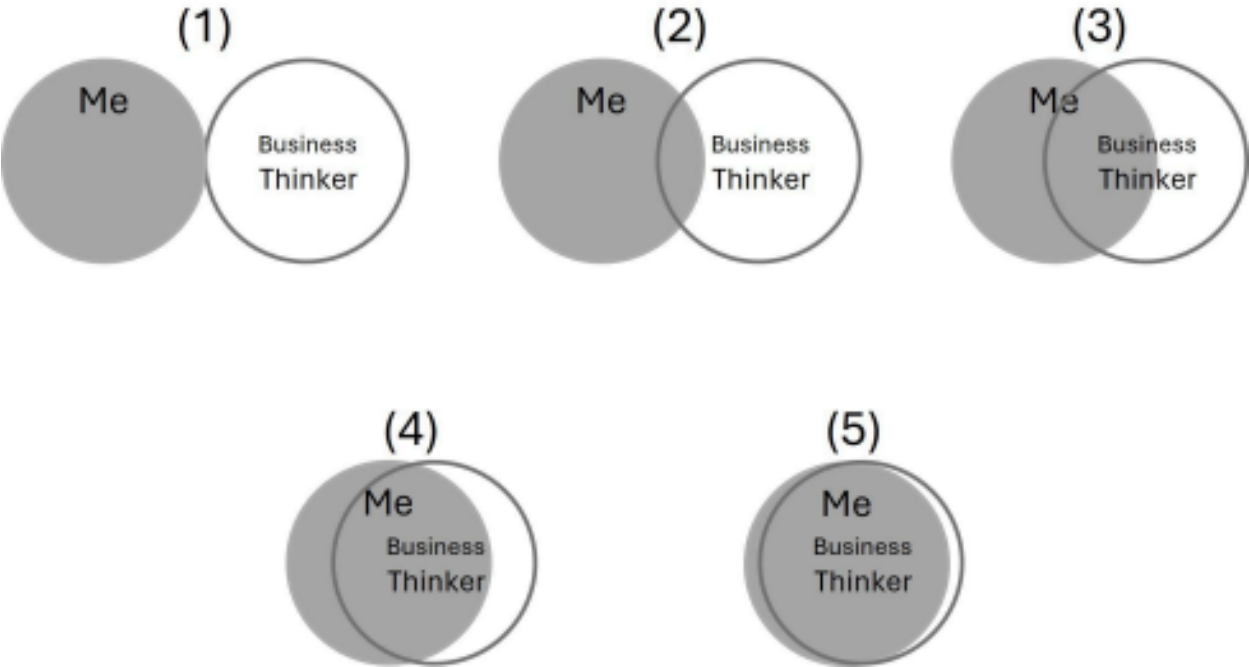 (1)
Me
Business
Thinker
(2)
Me
Business
Thinker
(3)
Me
Business
Thinker
(4)
Me
Business
Thinker
(5)
Me
Business
Thinker